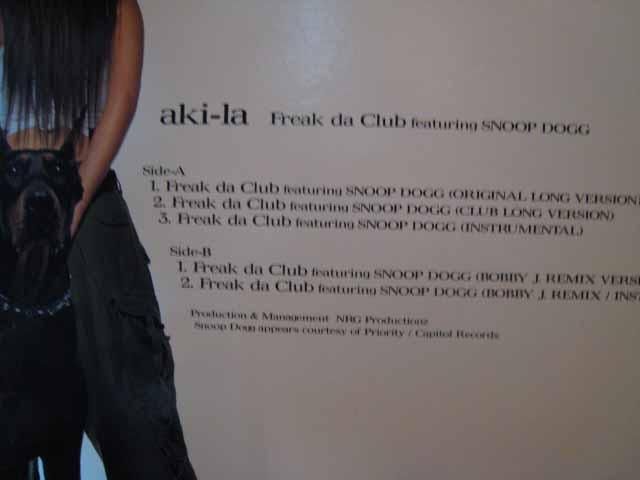 aki-la Freak da Club featuring SNOOP DOGG
Side-A
1. Freak da Club featuring SNOOP DOGG (ORIGINAL LONG VERSION)
2. Freak da Club featuring SNOOP DOGG (CLUB LONG VERSION)
3. Freak da Club featuring SNOOP DOGG (INSTRUMENTAL)
Side-B
1. Freak da Club featuring SNOOP DOGG (BOBBY J. REMIX VERSI
2. Freak da Club featuring SNOOP DOGG (BOBBY J. REMIX / INST
Production & Management NRG Productionz
Snoop Dogg appears courtesy of Priority / Capitol Records